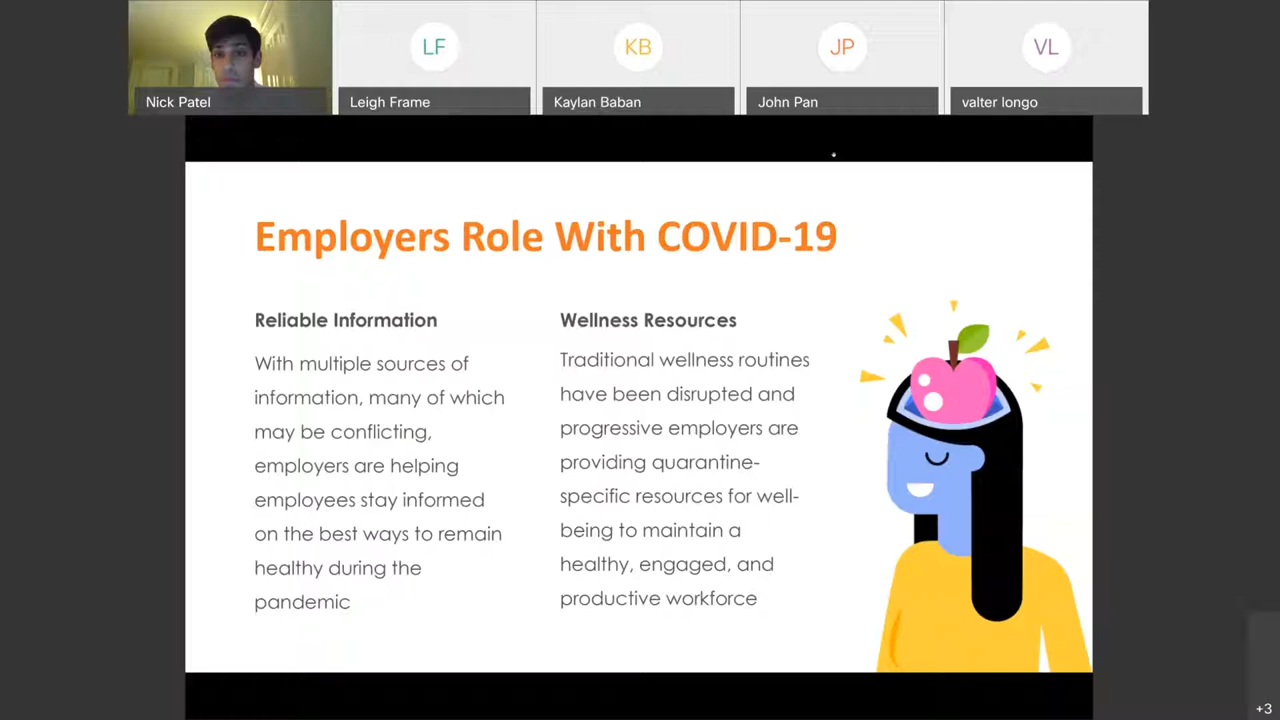 LF
KB
JP
VL
Nick Patel
Leigh Frame
Kaylan Baban
John Pan
valter longo
Employers Role With COVID-19
Reliable Information
With multiple sources of
information, many of which
may be conflicting,
employers are helping
employees stay informed
on the best ways to remain
healthy during the
pandemic
Wellness Resources
Traditional wellness routines
have been disrupted and
progressive employers are
providing quarantine-
specific resources for well-
being to maintain a
healthy, engaged, and
productive workforce
+3